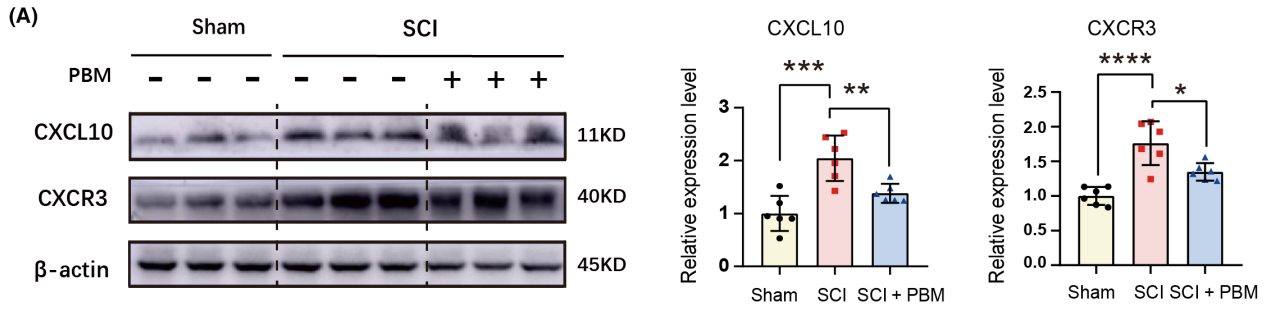 (A)
Sham SCI
PBM - - - - - - + + +
CXCL10 11KD
CXCR3 40KD
β-actin 45KD
CXCL10
Relative expression level
3
2
1
0
*** **
Sham SCI SCI + PBM
CXCR3
Relative expression level
2.5
2.0
1.5
1.0
0.5
0.0
**** *
Sham SCI SCI + PBM